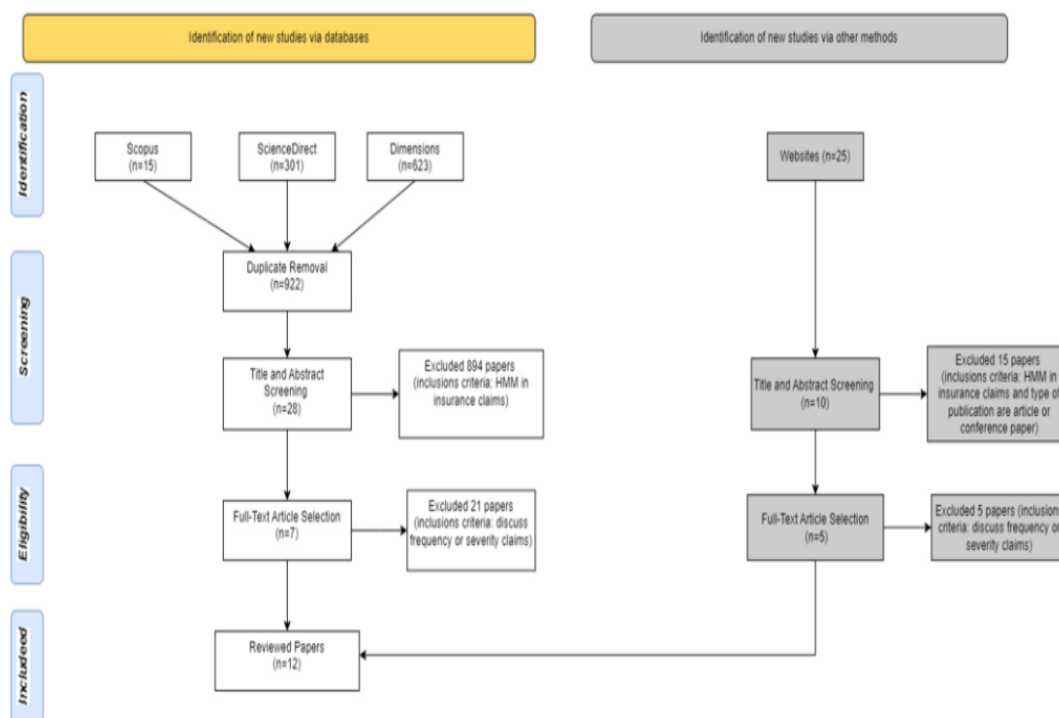 Identification of new studies via databases
Identification of new studies via other methods
Identification
Scopus
(n=15)
ScienceDirect
(n=301)
Dimensions
(n=623)
Websites (n=25)
Screening
Duplicate Removal
(n=922)
Title and Abstract
Screening
(n=28)
Excluded 894 papers
(inclusions criteria: HMM in
insurance claims)
Title and Abstract Screening
(n=10)
Excluded 15 papers
(inclusions criteria: HMM in
insurance claims and type of
publication are article or
conference paper)
Eligibility
Full-Text Article Selection
(n=7)
Excluded 21 papers
(inclusions criteria: discuss
frequency or severity claims)
Full-Text Article Selection
(n=5)
Excluded 5 papers (inclusions
criteria: discuss frequency or
severity claims)
Includeed
Reviewed Papers
(n=12)